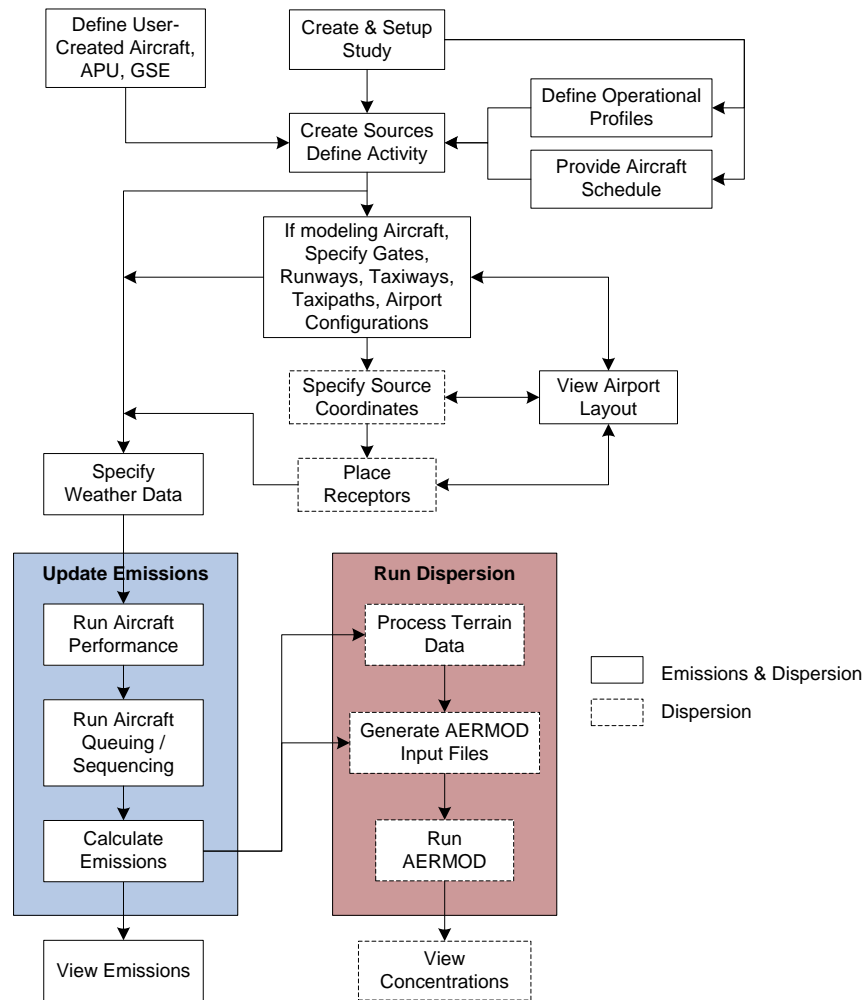 Define User-
Created Aircraft,
APU, GSE
Create & Setup
Study
Define Operational
Profiles
Create Sources
Define Activity
Provide Aircraft
Schedule
If modeling Aircraft,
Specify Gates,
Runways, Taxiways,
Taxipaths, Airport
Configurations
Specify Source
Coordinates
View Airport
Layout
Place
Receptors
Specify
Weather Data
Update Emissions
Run Aircraft
Performance
Run Aircraft
Queuing /
Sequencing
Calculate
Emissions
View Emissions
Run Dispersion
Process Terrain
Data
Generate AERMOD
Input Files
Run
AERMOD
View
Concentrations
Emissions & Dispersion
Dispersion